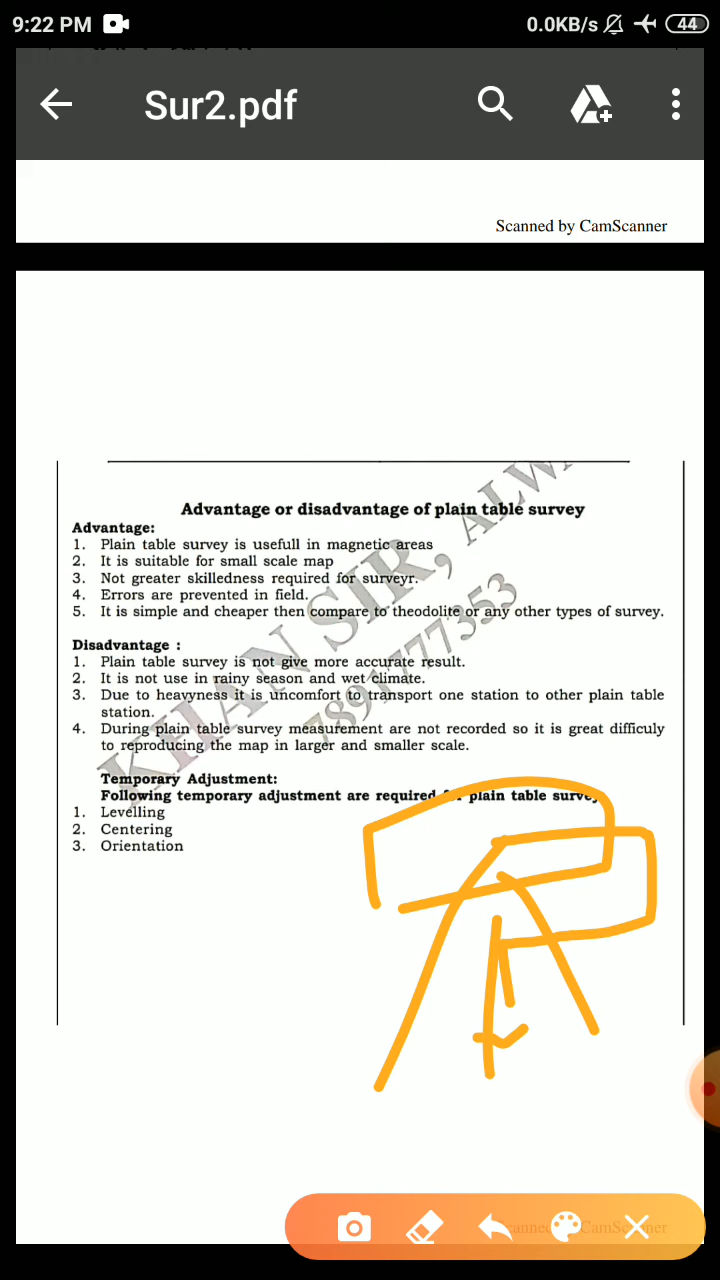 9:22 PM
0.0KB/s
44
Sur2.pdf
Scanned by CamScanner
Advantage or disadvantage of plain table survey
Advantage:
1. Plain table survey is usefull in magnetic areas
2. It is suitable for small scale map
3. Not greater skilledness required for surveyr.
4. Errors are prevented in field.
5. It is simple and cheaper then compare to theodolite or any other types of survey.
Disadvantage :
1. Plain table survey is not give more accurate result.
2. It is not use in rainy season and wet climate.
3. Due to heavyness it is uncomfort to transport one station to other plain table
station.
4. During plain table survey measurement are not recorded so it is great difficuly
to reproducing the map in larger and smaller scale.
KHAN SIR, ALW
7891777353
Temporary Adjustment:
Following temporary adjustment are required plain table survey
1. Levelling
2. Centering
3. Orientation